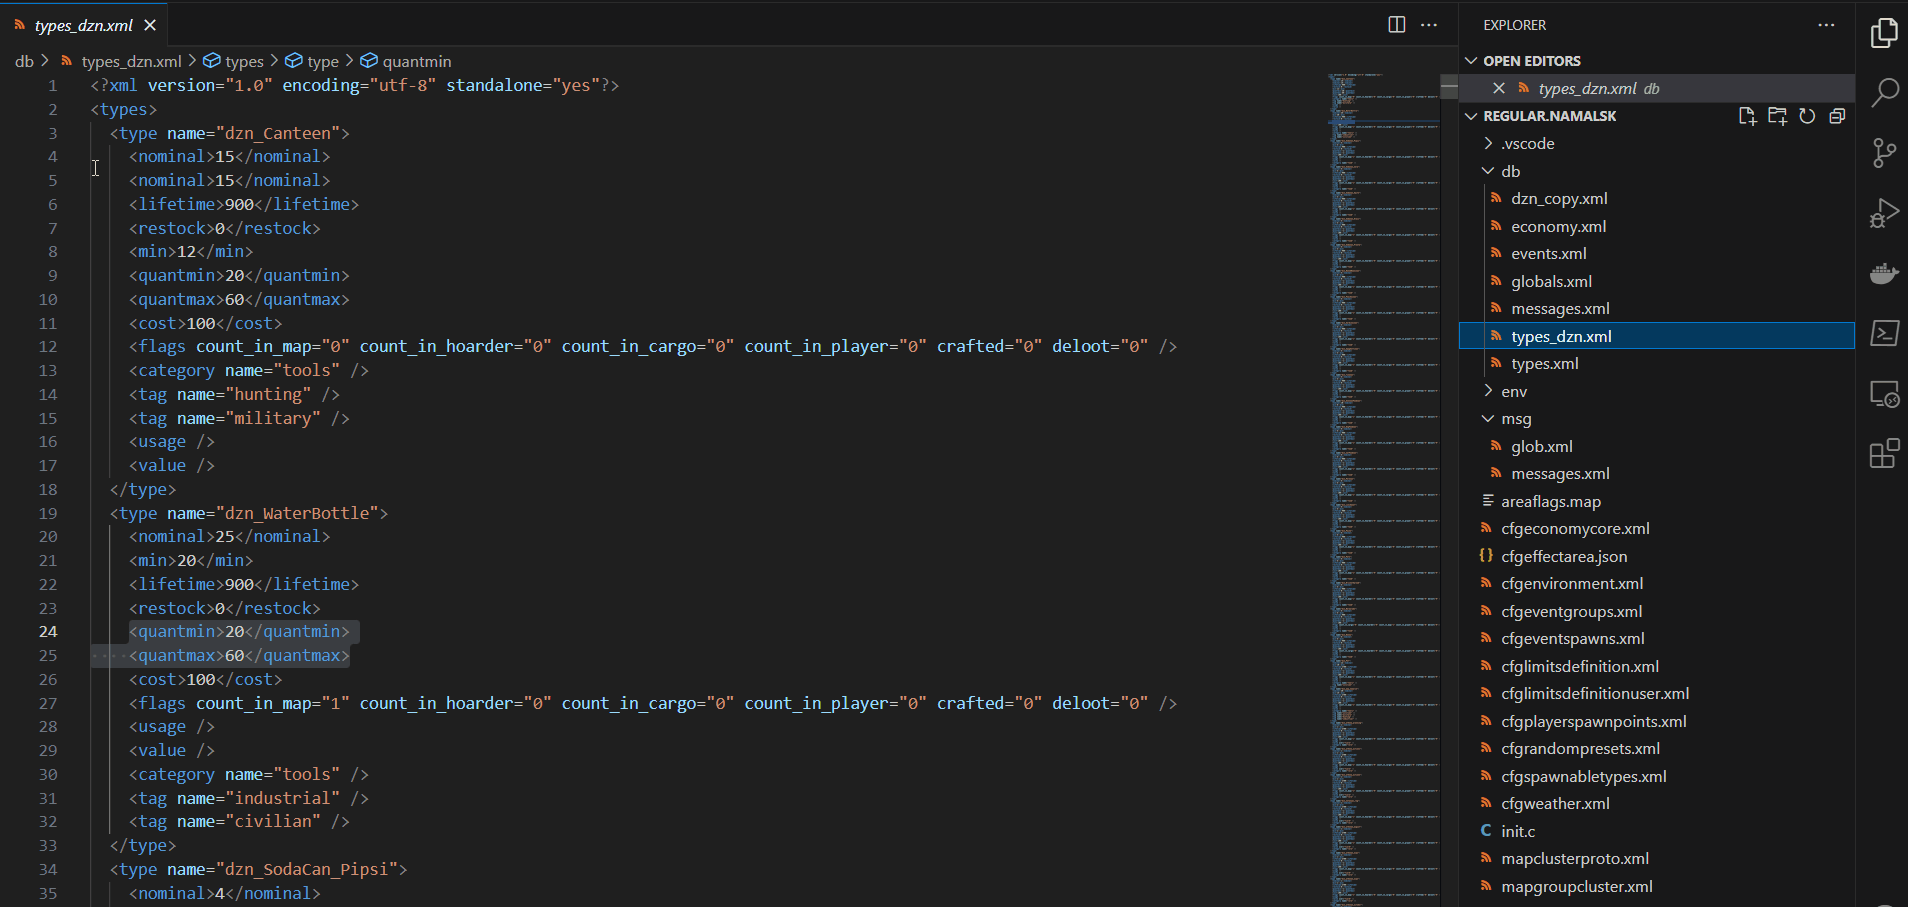 types_dzn.xml
db > types_dzn.xml > types > type > quantmin
1 <?xml version="1.0" encoding="utf-8" standalone="yes"?>
2 <types>
3 <type name="dzn_Canteen">
4 <nominal>15</nominal>
5 <nominal>15</nominal>
6 <lifetime>900</lifetime>
7 <restock>0</restock>
8 <min>12</min>
9 <quantmin>20</quantmin>
10 <quantmax>60</quantmax>
11 <cost>100</cost>
12 <flags count_in_map="0" count_in_hoarder="0" count_in_cargo="0" count_in_player="0" crafted="0" deloot="0" />
13 <category name="tools" />
14 <tag name="hunting" />
15 <tag name="military" />
16 <usage />
17 <value />
18 </type>
19 <type name="dzn_WaterBottle">
20 <nominal>25</nominal>
21 <min>20</min>
22 <lifetime>900</lifetime>
23 <restock>0</restock>
24 <quantmin>20</quantmin>
25 <quantmax>60</quantmax>
26 <cost>100</cost>
27 <flags count_in_map="1" count_in_hoarder="0" count_in_cargo="0" count_in_player="0" crafted="0" deloot="0" />
28 <usage />
29 <value />
30 <category name="tools" />
31 <tag name="industrial" />
32 <tag name="civilian" />
33 </type>
34 <type name="dzn_SodaCan_Pipsi">
35 <nominal>4</nominal>
EXPLORER
OPEN EDITORS
types_dzn.xml db
REGULAR.NAMALSK
.vscode
db
dzn_copy.xml
economy.xml
events.xml
globals.xml
messages.xml
types_dzn.xml
types.xml
env
msg
glob.xml
messages.xml
areaflags.map
cfgeconomycore.xml
cfgeffectarea.json
cfgenvironment.xml
cfgeventgroups.xml
cfgeventspawns.xml
cfglimitsdefinition.xml
cfglimitsdefinitionuser.xml
cfgplayerspawnpoints.xml
cfgrandompresets.xml
cfgspawnabletypes.xml
cfgweather.xml
init.c
mapclusterproto.xml
mapgroupcluster.xml